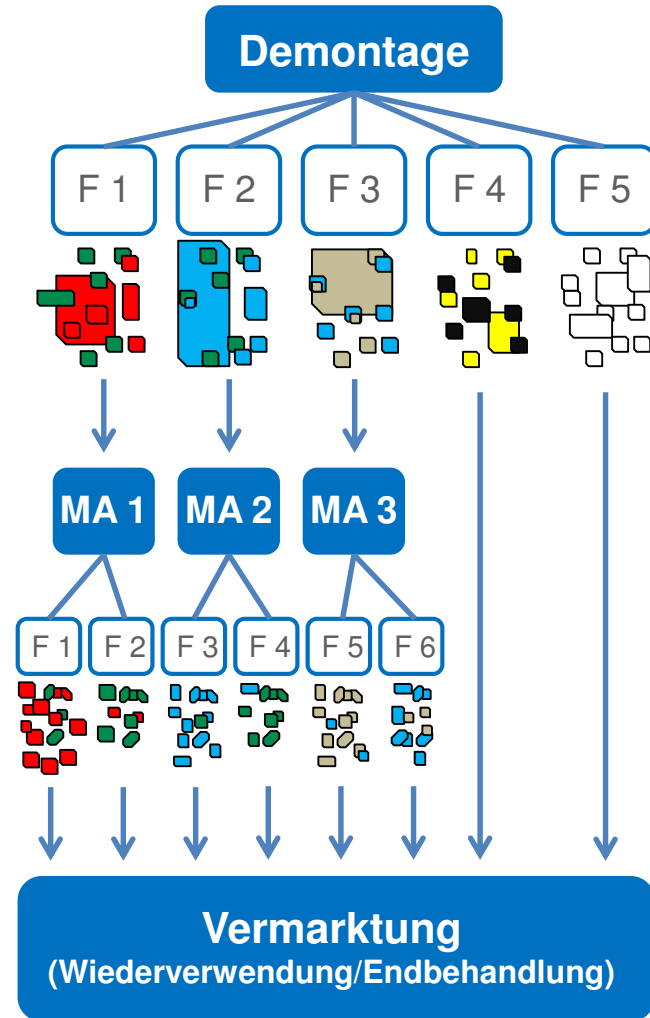 Demontage
F 1
F 2
F 3
F 4
F 5
MA 1
MA 2
MA 3
F 1
F 2
F 3
F 4
F 5
F 6
Vermarktung
(Wiederverwendung/Endbehandlung)